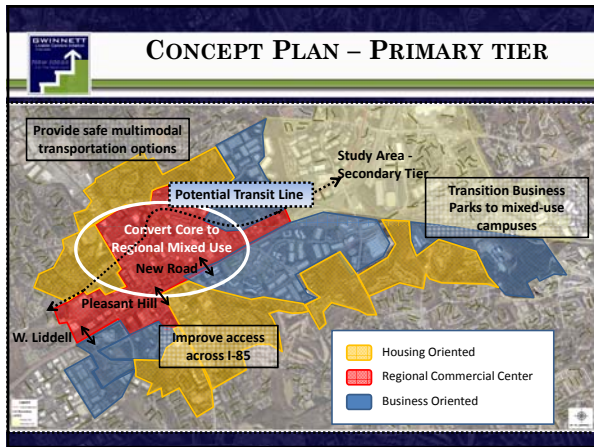 GWINNETT
CONCEPT PLAN – PRIMARY TIER
Provide safe multimodal
transportation options
Study Area -
Secondary Tier
Potential Transit Line
Transition Business
Parks to mixed-use
campuses
Convert Core to
Regional Mixed Use
New Road
Pleasant Hill
W. Liddell
Improve access
across I-85
Housing Oriented
Regional Commercial Center
Business Oriented